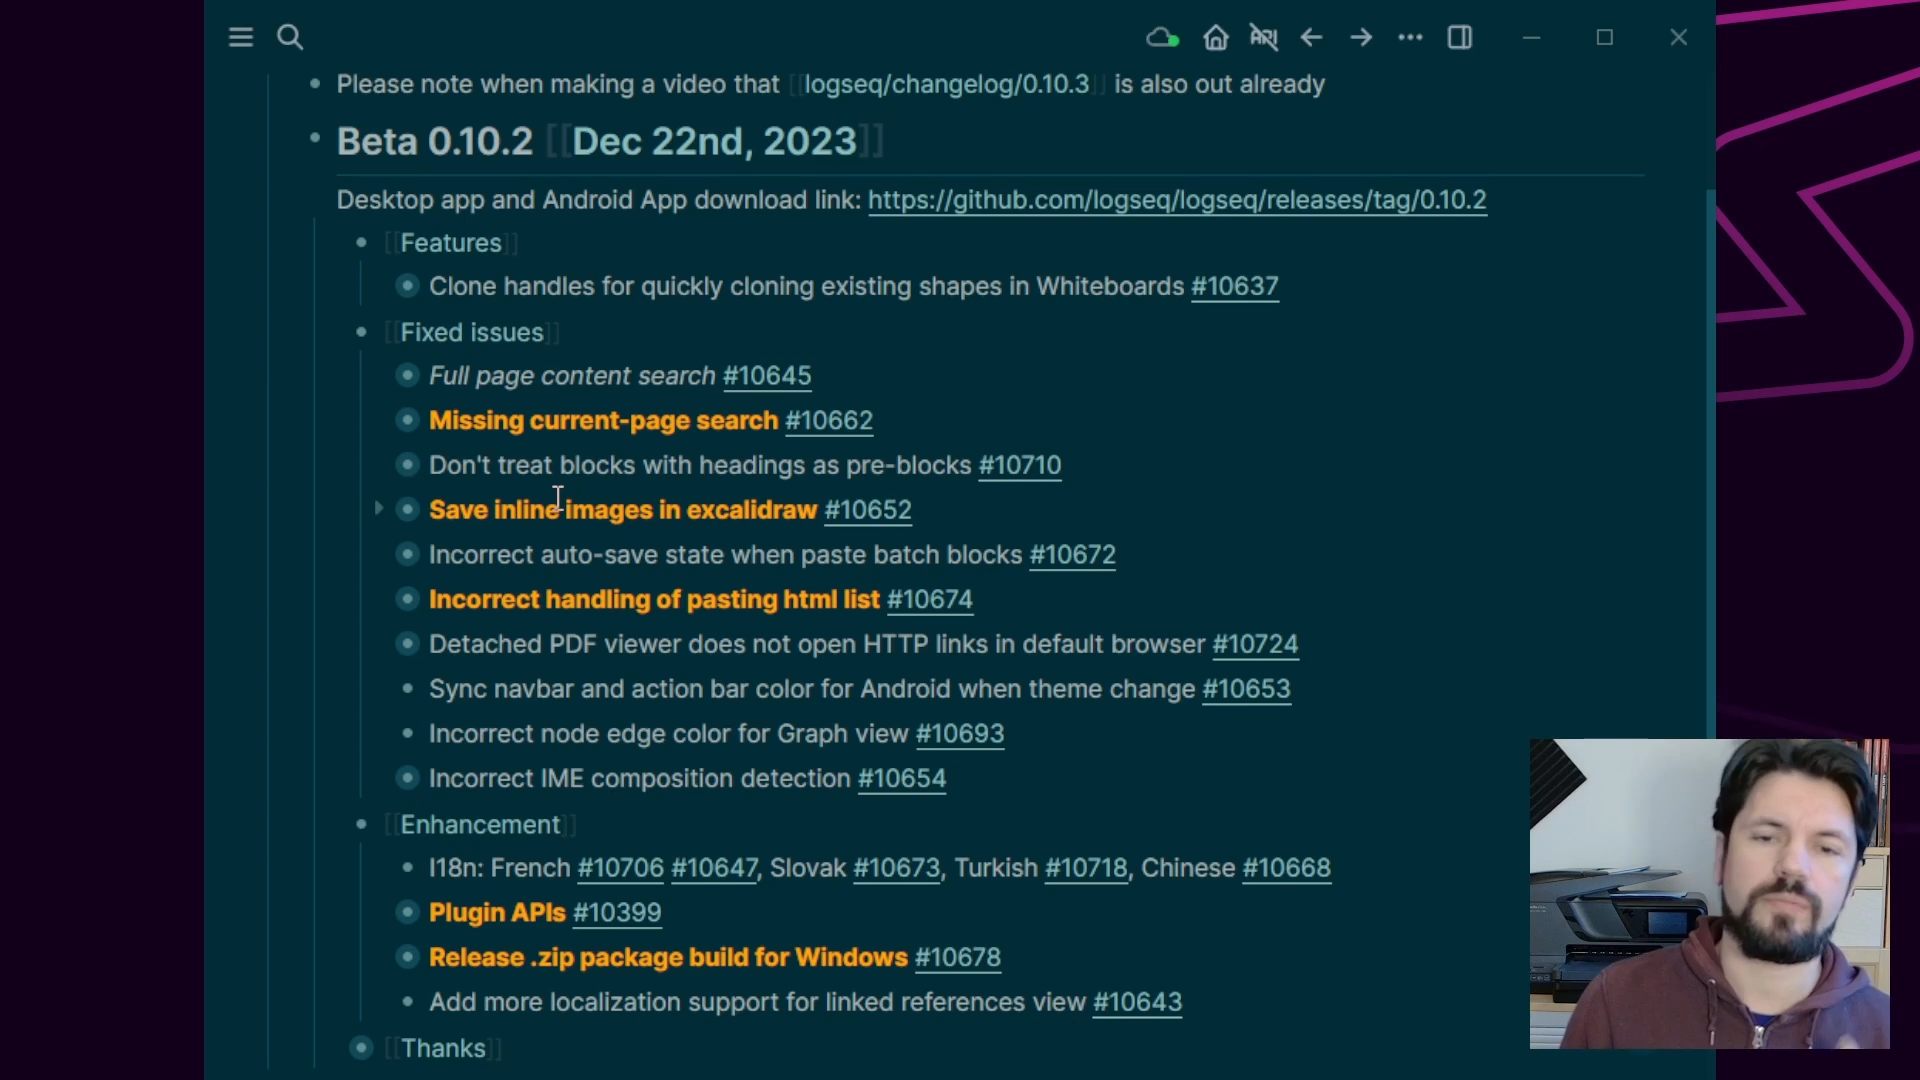 API
Please note when making a video that [[logseq/changelog/0.10.3]] is also out already
Beta 0.10.2 [[Dec 22nd, 2023]]
Desktop app and Android App download link: https://github.com/logseq/logseq/releases/tag/0.10.2
[[Features]]
Clone handles for quickly cloning existing shapes in Whiteboards #10637
[[Fixed issues]]
Full page content search #10645
Missing current-page search #10662
Don't treat blocks with headings as pre-blocks #10710
Save inline images in excalidraw #10652
Incorrect auto-save state when paste batch blocks #10672
Incorrect handling of pasting html list #10674
Detached PDF viewer does not open HTTP links in default browser #10724
Sync navbar and action bar color for Android when theme change #10653
Incorrect node edge color for Graph view #10693
Incorrect IME composition detection #10654
[[Enhancement]]
I18n: French #10706 #10647, Slovak #10673, Turkish #10718, Chinese #10668
Plugin APIs #10399
Release .zip package build for Windows #10678
Add more localization support for linked references view #10643
[[Thanks]]